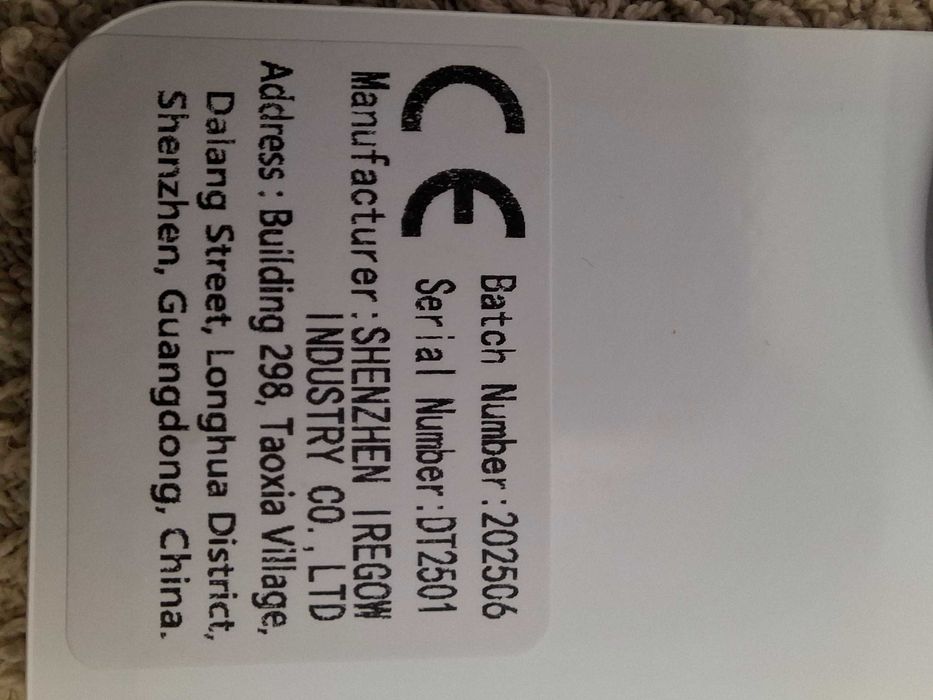 CE
Batch Number:202506
Serial Number:DT2501
Manufacturer:SHENZHEN IREGOW
INDUSTRY CO.,LTD
Address: Building 298, Taoxia Village,
Dalang Street, Longhua District,
Shenzhen, Guangdong, China.